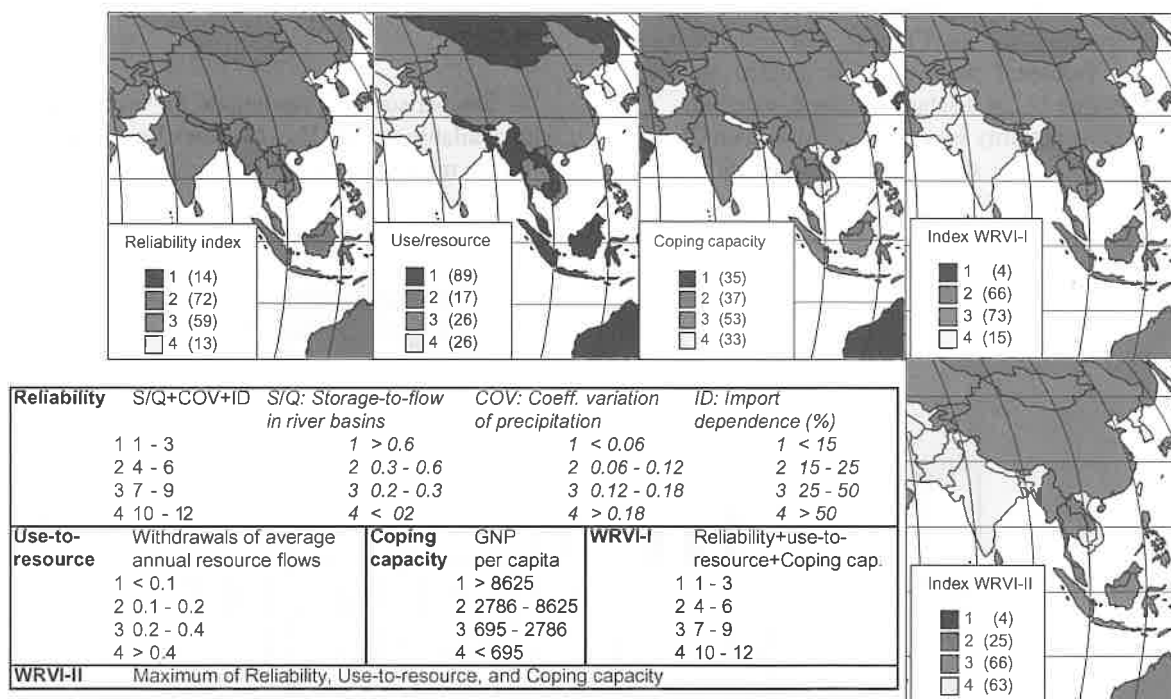 Reliability index
1 (14)
2 (72)
3 (59)
4 (13)
Use/resource
1 (89)
2 (17)
3 (26)
4 (26)
Coping capacity
1 (35)
2 (37)
3 (53)
4 (33)
Index WRVI-I
1 (4)
2 (66)
3 (73)
4 (15)
Reliability S/Q+COV+ID S/Q: Storage-to-flow COV: Coeff. variation ID: Import
in river basins of precipitation dependence (%)
1 1 - 3 1 > 0.6 1 < 0.06 1 < 15
2 4 - 6 2 0.3 - 0.6 2 0.06 - 0.12 2 15 - 25
3 7 - 9 3 0.2 - 0.3 3 0.12 - 0.18 3 25 - 50
4 10 - 12 4 < 02 4 > 0.18 4 > 50
Use-to- Withdrawals of average Coping GNP WRVI-I Reliability+use-to-
resource annual resource flows capacity per capita resource+Coping cap.
1 < 0.1 1 > 8625 1 1 - 3
2 0.1 - 0.2 2 2786 - 8625 2 4 - 6
3 0.2 - 0.4 3 695 - 2786 3 7 - 9
4 > 0.4 4 < 695 4 10 - 12
WRVI-II Maximum of Reliability, Use-to-resource, and Coping capacity
Index WRVI-II
1 (4)
2 (25)
3 (66)
4 (63)